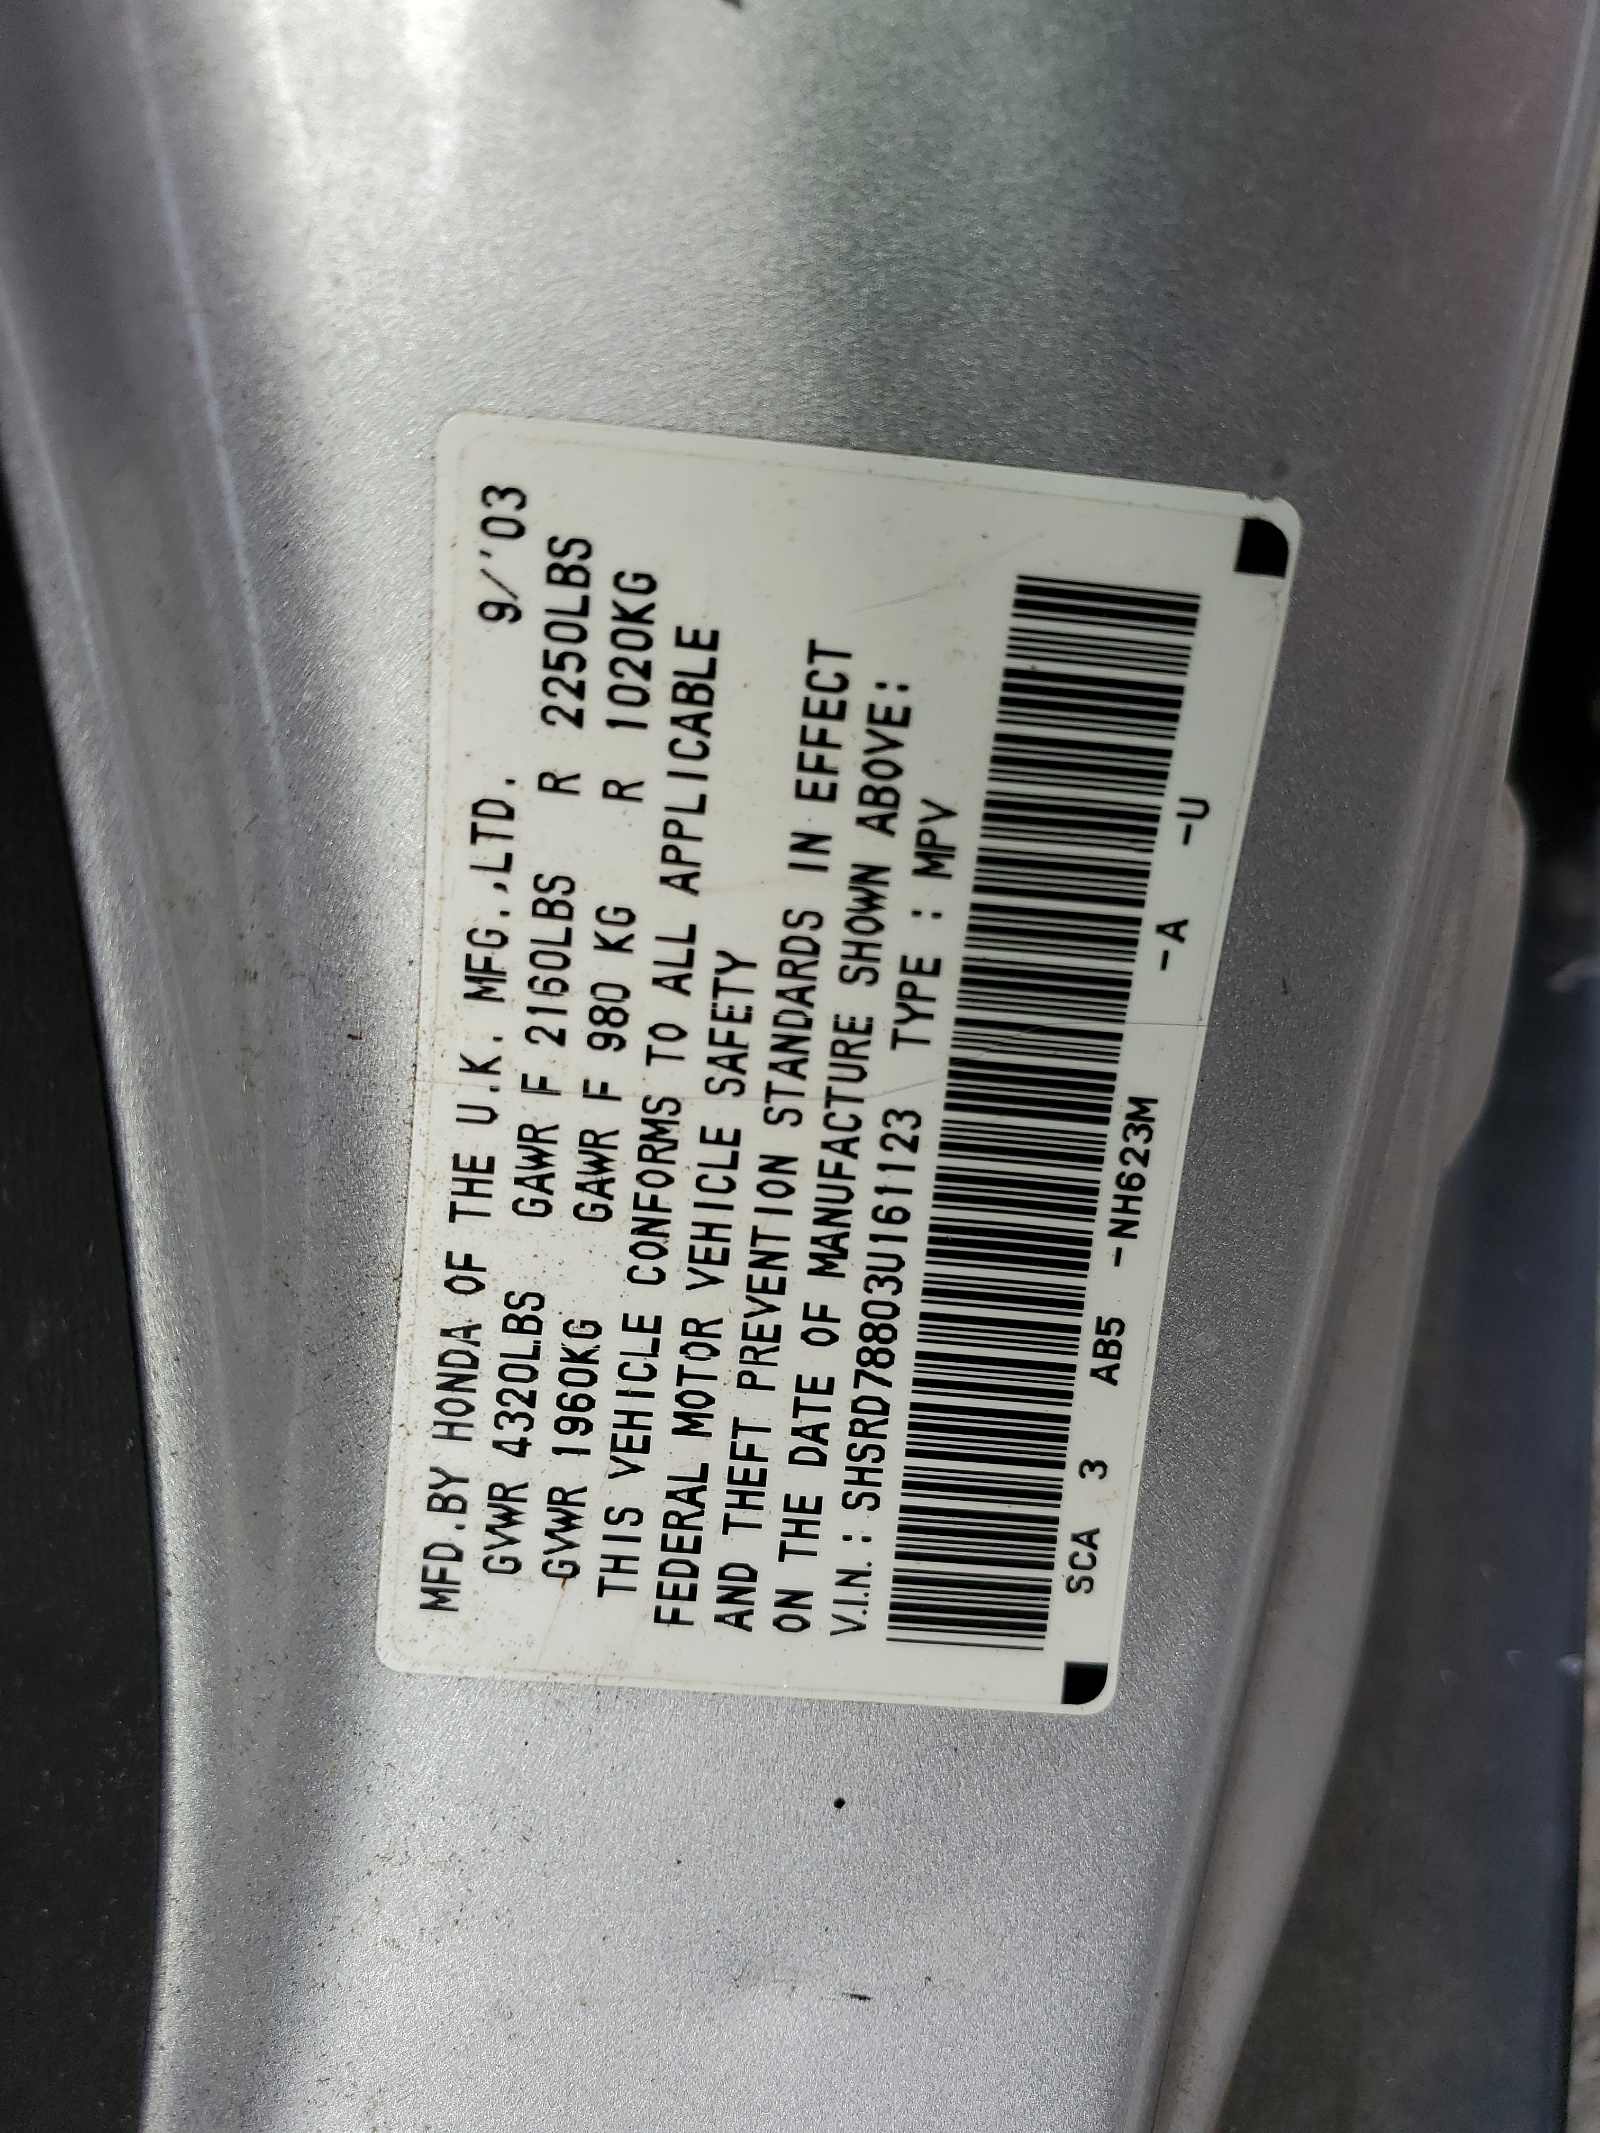 MFD.BY HONDA OF THE U.K. MFG.,LTD. 9/'03
GVWR 4320LBS GAWR F 2160LBS R 2250LBS
GVWR 1960KG GAWR F 980 KG R 1020KG
THIS VEHICLE CONFORMS TO ALL APPLICABLE
FEDERAL MOTOR VEHICLE SAFETY
AND THEFT PREVENTION STANDARDS IN EFFECT
ON THE DATE OF MANUFACTURE SHOWN ABOVE:
V.I.N.: SHSRD78803U161123 TYPE : MPV
SCA 3 AB5 -NH623M -A -U